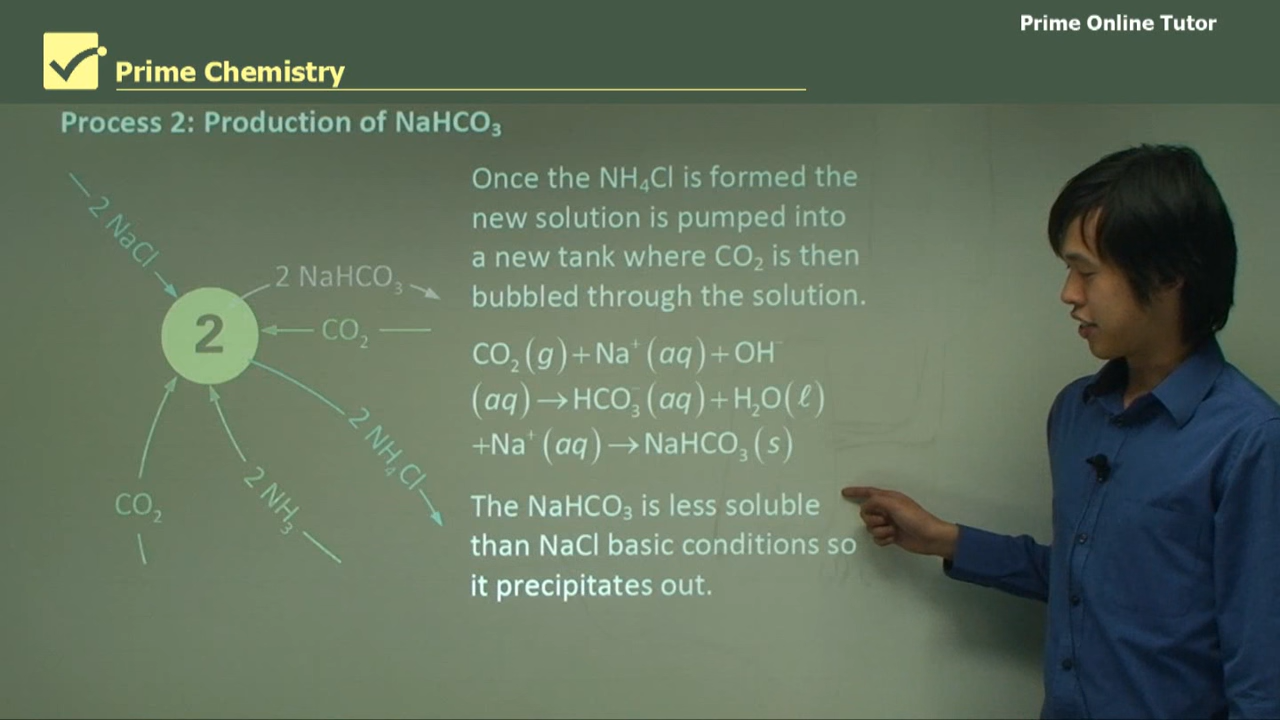 Prime Online Tutor
Prime Chemistry
Process 2: Production of NaHCO₃
2 NaCl
2 NaHCO₃
2
CO₂
2 NH₄Cl
CO₂
2 NH₃
Once the NH₄Cl is formed the
new solution is pumped into
a new tank where CO₂ is then
bubbled through the solution.
CO₂(g)+Na⁺(aq)+OH⁻
(aq)→HCO₃⁻(aq)+H₂O(ℓ)
+Na⁺(aq)→NaHCO₃(s)
The NaHCO₃ is less soluble
than NaCl basic conditions so
it precipitates out.